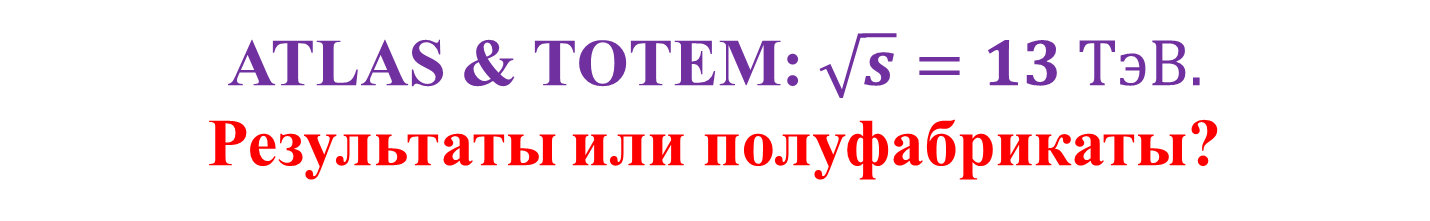 ATLAS & TOTEM: √s = 13 ТэВ.
Результаты или полуфабрикаты?